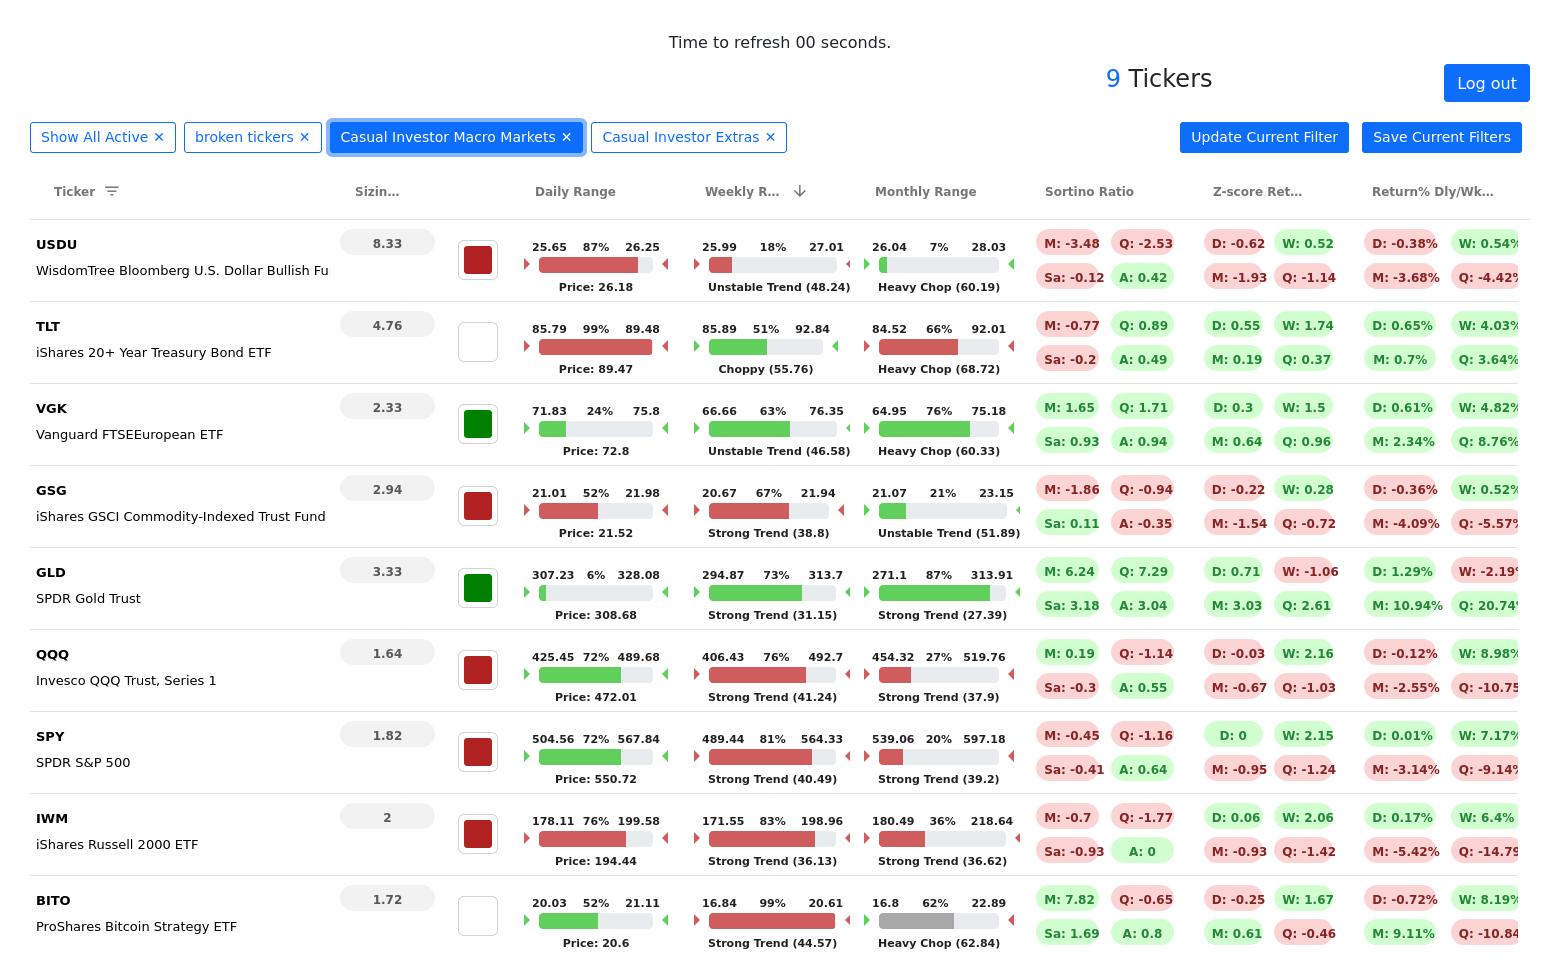 Time to refresh 00 seconds.
9 Tickers
Log out
Show All Active ✕ broken tickers ✕ Casual Investor Macro Markets ✕ Casual Investor Extras ✕ Update Current Filter Save Current Filters
Ticker Sizin... Daily Range Weekly R... Monthly Range Sortino Ratio Z-score Ret... Return% Dly/Wk...
USDU 8.33 25.65 87% 26.25 25.99 18% 27.01 26.04 7% 28.03 M: -3.48 Q: -2.53 D: -0.62 W: 0.52 D: -0.38% W: 0.54%
WisdomTree Bloomberg U.S. Dollar Bullish Fu Price: 26.18 Unstable Trend (48.24) Heavy Chop (60.19) Sa: -0.12 A: 0.42 M: -1.93 Q: -1.14 M: -3.68% Q: -4.42%
TLT 4.76 85.79 99% 89.48 85.89 51% 92.84 84.52 66% 92.01 M: -0.77 Q: 0.89 D: 0.55 W: 1.74 D: 0.65% W: 4.03%
iShares 20+ Year Treasury Bond ETF Price: 89.47 Choppy (55.76) Heavy Chop (68.72) Sa: -0.2 A: 0.49 M: 0.19 Q: 0.37 M: 0.7% Q: 3.64%
VGK 2.33 71.83 24% 75.8 66.66 63% 76.35 64.95 76% 75.18 M: 1.65 Q: 1.71 D: 0.3 W: 1.5 D: 0.61% W: 4.82%
Vanguard FTSEEuropean ETF Price: 72.8 Unstable Trend (46.58) Heavy Chop (60.33) Sa: 0.93 A: 0.94 M: 0.64 Q: 0.96 M: 2.34% Q: 8.76%
GSG 2.94 21.01 52% 21.98 20.67 67% 21.94 21.07 21% 23.15 M: -1.86 Q: -0.94 D: -0.22 W: 0.28 D: -0.36% W: 0.52%
iShares GSCI Commodity-Indexed Trust Fund Price: 21.52 Strong Trend (38.8) Unstable Trend (51.89) Sa: 0.11 A: -0.35 M: -1.54 Q: -0.72 M: -4.09% Q: -5.57%
GLD 3.33 307.23 6% 328.08 294.87 73% 313.7 271.1 87% 313.91 M: 6.24 Q: 7.29 D: 0.71 W: -1.06 D: 1.29% W: -2.19%
SPDR Gold Trust Price: 308.68 Strong Trend (31.15) Strong Trend (27.39) Sa: 3.18 A: 3.04 M: 3.03 Q: 2.61 M: 10.94% Q: 20.74%
QQQ 1.64 425.45 72% 489.68 406.43 76% 492.7 454.32 27% 519.76 M: 0.19 Q: -1.14 D: -0.03 W: 2.16 D: -0.12% W: 8.98%
Invesco QQQ Trust, Series 1 Price: 472.01 Strong Trend (41.24) Strong Trend (37.9) Sa: -0.3 A: 0.55 M: -0.67 Q: -1.03 M: -2.55% Q: -10.75
SPY 1.82 504.56 72% 567.84 489.44 81% 564.33 539.06 20% 597.18 M: -0.45 Q: -1.16 D: 0 W: 2.15 D: 0.01% W: 7.17%
SPDR S&P 500 Price: 550.72 Strong Trend (40.49) Strong Trend (39.2) Sa: -0.41 A: 0.64 M: -0.95 Q: -1.24 M: -3.14% Q: -9.14%
IWM 2 178.11 76% 199.58 171.55 83% 198.96 180.49 36% 218.64 M: -0.7 Q: -1.77 D: 0.06 W: 2.06 D: 0.17% W: 6.4%
iShares Russell 2000 ETF Price: 194.44 Strong Trend (36.13) Strong Trend (36.62) Sa: -0.93 A: 0 M: -0.93 Q: -1.42 M: -5.42% Q: -14.79
BITO 1.72 20.03 52% 21.11 16.84 99% 20.61 16.8 62% 22.89 M: 7.82 Q: -0.65 D: -0.25 W: 1.67 D: -0.72% W: 8.19%
ProShares Bitcoin Strategy ETF Price: 20.6 Strong Trend (44.57) Heavy Chop (62.84) Sa: 1.69 A: 0.8 M: 0.61 Q: -0.46 M: 9.11% Q: -10.84